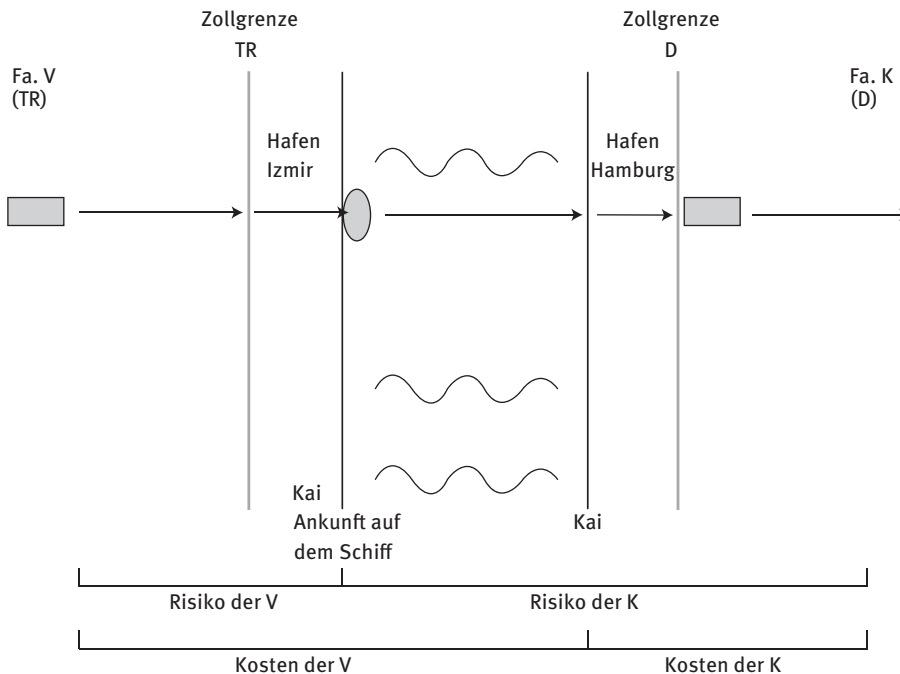 Zollgrenze
TR
Zollgrenze
D
Fa. V
(TR)
Fa. K
(D)
Hafen
Izmir
Hafen
Hamburg
Kai
Ankunft auf
dem Schiff
Kai
Risiko der V
Risiko der K
Kosten der V
Kosten der K